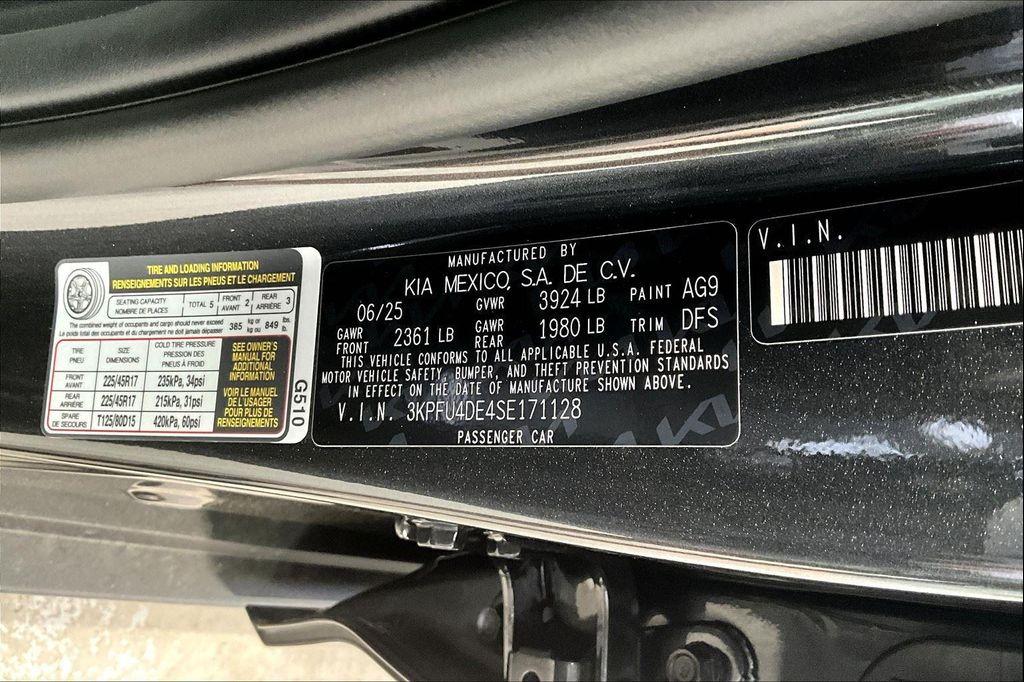 TIRE AND LOADING INFORMATION
RENSEIGNEMENTS SUR LES PNEUS ET LE CHARGEMENT
SEATING CAPACITY
NOMBRE DE PLACES
TOTAL 5
FRONT
AVANT 2
REAR
ARRIÈRE 3
The combined weight of occupants and cargo should never exceed
Le poids total des occupants et du chargement ne doit jamais dépasser
385 kg or kg ou 849 lbs. lb.
TIRE
PNEU
SIZE
DIMENSIONS
COLD TIRE PRESSURE
PRESSION DES
PNEUS À FROID
FRONT
AVANT
225/45R17
235kPa, 34psi
REAR
ARRIÈRE
225/45R17
215kPa, 31psi
SPARE
DE SECOURS
T125/80D15
420kPa, 60psi
SEE OWNER'S
MANUAL FOR
ADDITIONAL
INFORMATION
VOIR LE MANUEL
DE L'USAGER
POUR PLUS DE
RENSEIGNEMENTS
G510
MANUFACTURED BY
KIA MEXICO, S.A. DE C.V.
06/25 GVWR 3924 LB PAINT AG9
GAWR FRONT 2361 LB GAWR REAR 1980 LB TRIM DFS
THIS VEHICLE CONFORMS TO ALL APPLICABLE U.S.A. FEDERAL
MOTOR VEHICLE SAFETY, BUMPER, AND THEFT PREVENTION STANDARDS
IN EFFECT ON THE DATE OF MANUFACTURE SHOWN ABOVE.
V.I.N. 3KPFU4DE4SE171128
PASSENGER CAR
V.I.N.